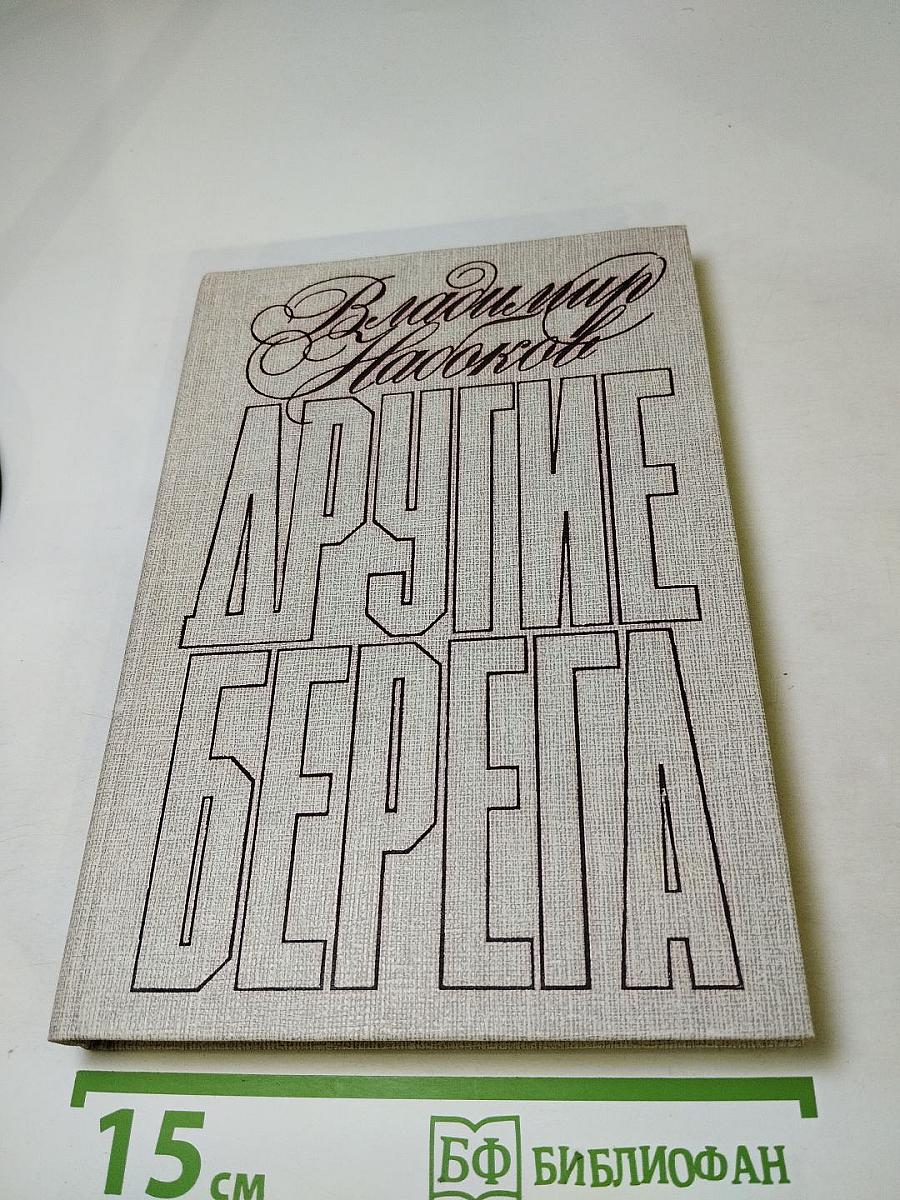 Владимир
Набоков
ДРУГИЕ
БЕРЕГА
15 см
БФ БИБЛИОФАН